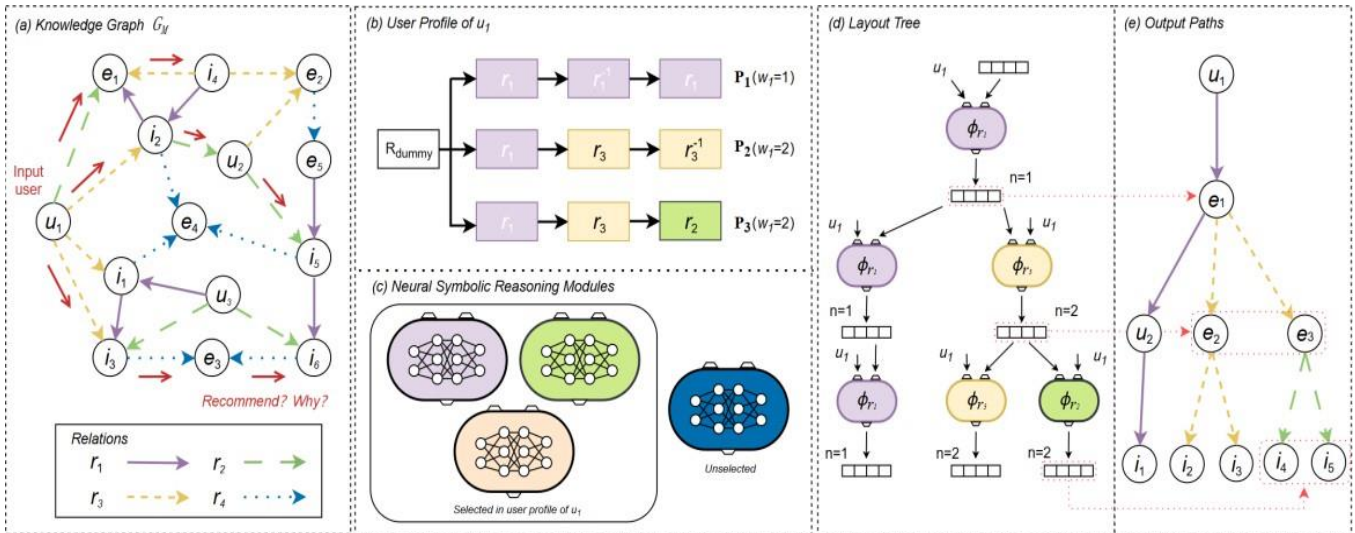 (a) Knowledge Graph G_u
e1
i4
e2
i2
u2
e5
Input
user
u1
e4
i5
i1
u3
i3
e3
i6
Recommend? Why?
Relations
r1
r2
r3
r4
(b) User Profile of u1
R_dummy
r1
r1^-1
r1
P1(w1=1)
r1
r3
r3^-1
P2(w1=2)
r1
r3
r2
P3(w1=2)
(c) Neural Symbolic Reasoning Modules
Selected in user profile of u1
Unselected
(d) Layout Tree
u1
ϕr1
n=1
u1
u1
ϕr1
ϕr3
n=1
n=2
u1
u1
u1
ϕr1
ϕr3
ϕr2
n=1
n=2
n=2
(e) Output Paths
u1
e1
u2
e2
e3
i1
i2
i3
i4
i5